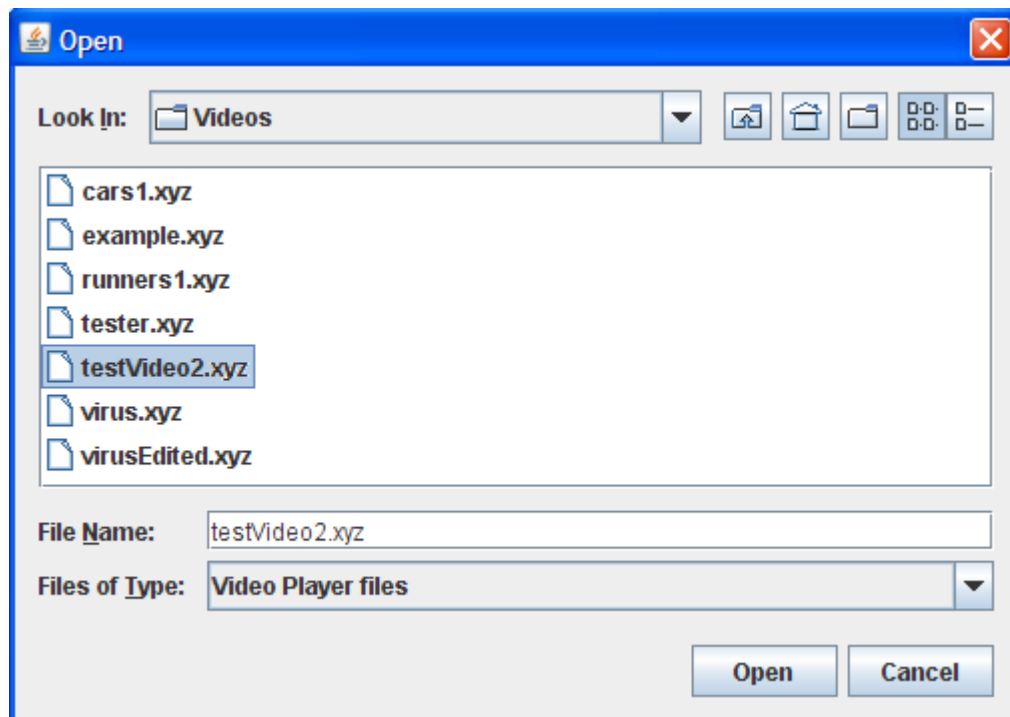 Open
Look In: Videos
cars1.xyz
example.xyz
runners1.xyz
tester.xyz
testVideo2.xyz
virus.xyz
virusEdited.xyz
File Name: testVideo2.xyz
Files of Type: Video Player files
Open Cancel